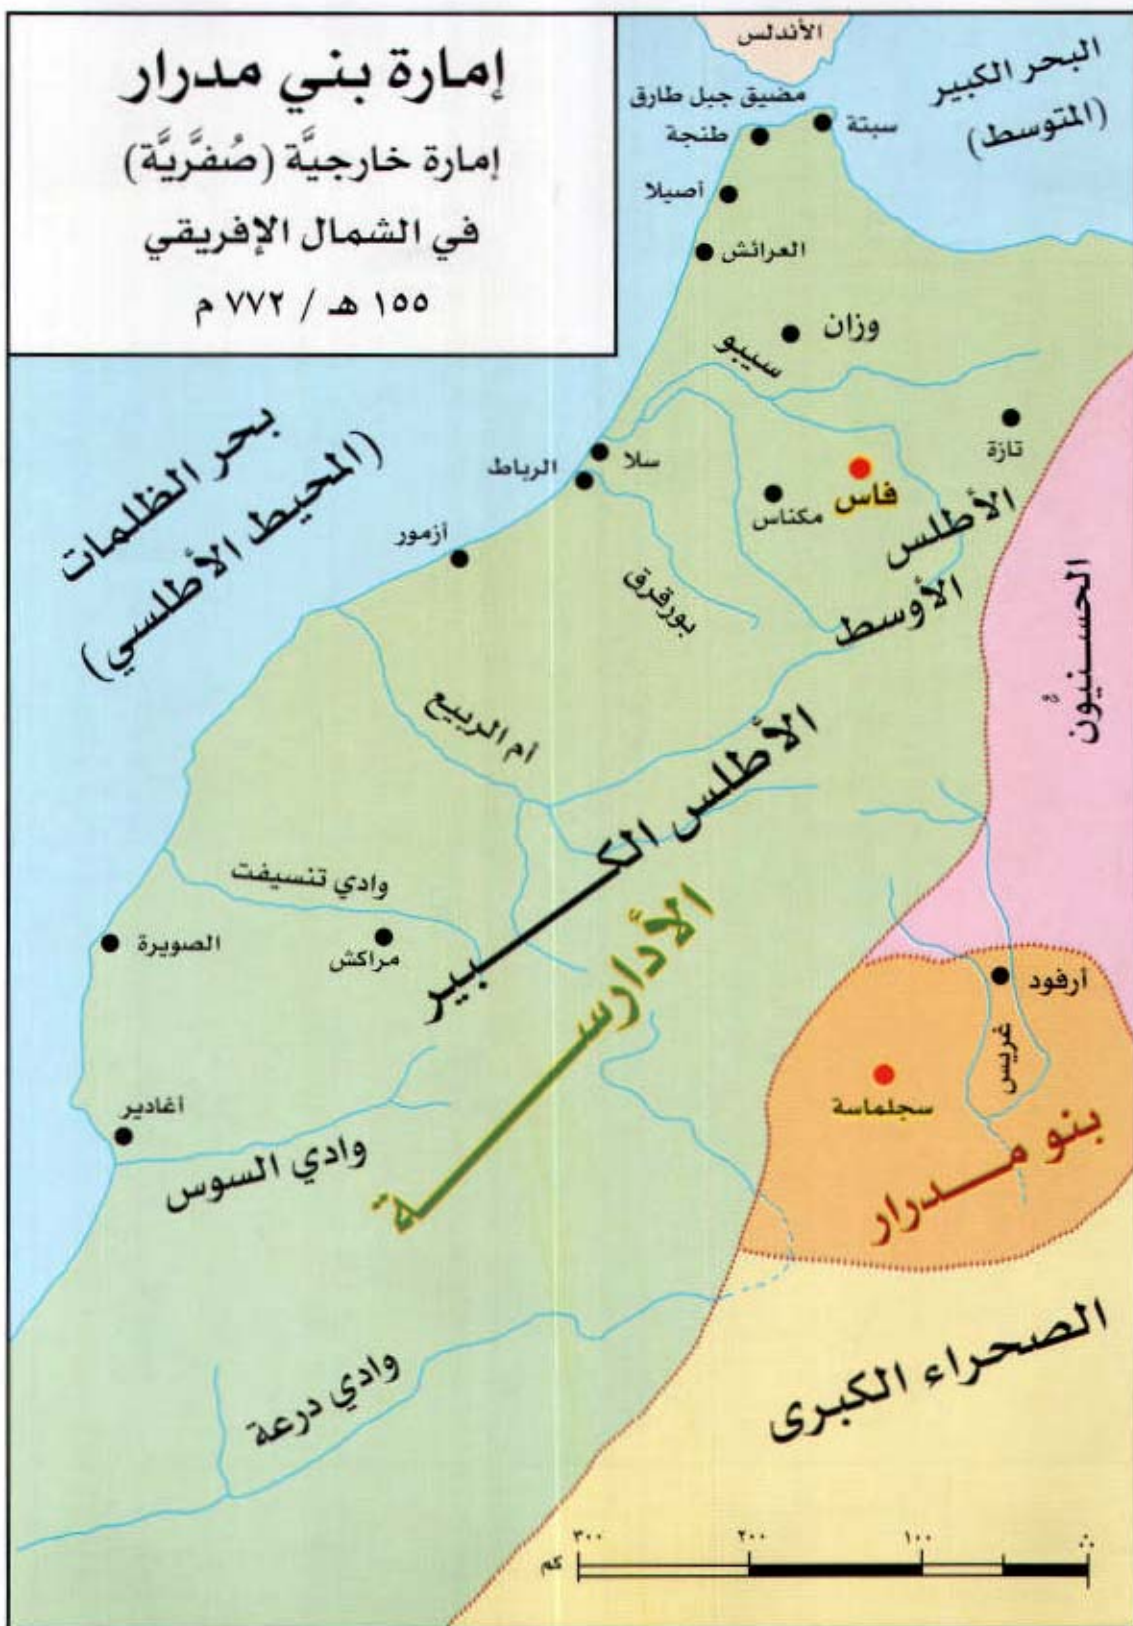 إمارة بني مدرار
إمارة خارجيَّة (صُفَّريَّة)
في الشمال الإفريقي
١٥٥ هـ / ٧٧٢ م
الأندلس
البحر الكبير
(المتوسط)
مضيق جبل طارق
سبتة
طنجة
أصيلا
العرائش
وزان
سيبو
تازة
فاس
مكناس
سلا
الرباط
أزمور
بورقرق
الأطلس
الأوسط
بحر الظلمات
(المحيط الأطلسي)
الحسنيون
أم الربيع
الأطلس الكبير
الأدارسة
وادي تنسيفت
مراكش
الصويرة
أغادير
وادي السوس
أرفود
غريس
سجلماسة
بنو مدرار
وادي درعة
الصحراء الكبرى
٣٠٠ ٢٠٠ ١٠٠ ٠
كم